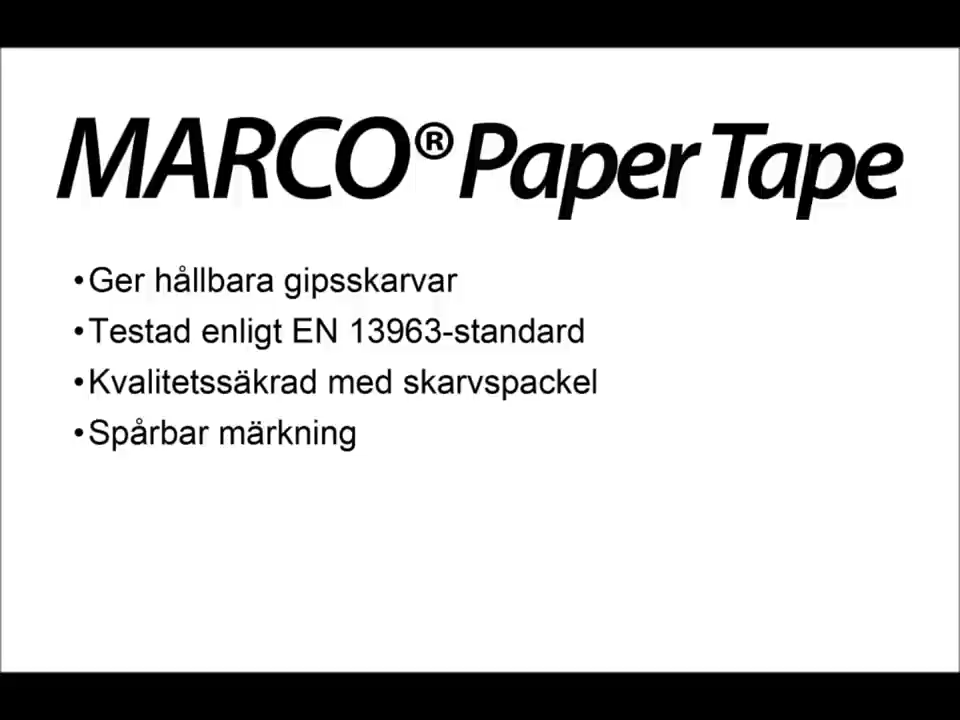 MARCO® Paper Tape
•Ger hållbara gipsskarvar
•Testad enligt EN 13963-standard
•Kvalitetssäkrad med skarvspackel
•Spårbar märkning